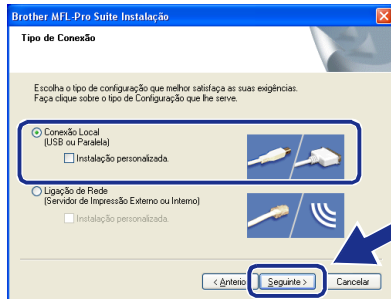 Brother MFL-Pro Suite Instalação
Tipo de Conexão
Escolha o tipo de configuração que melhor satisfaça as suas exigências.
Faça clique sobre o tipo de Configuração que lhe serve.
Conexão Local
(USB ou Paralela)
Instalação personalizada.
Ligação de Rede
(Servidor de Impressão Externo ou Interno)
Instalação personalizada.
< Anterior Seguinte > Cancelar